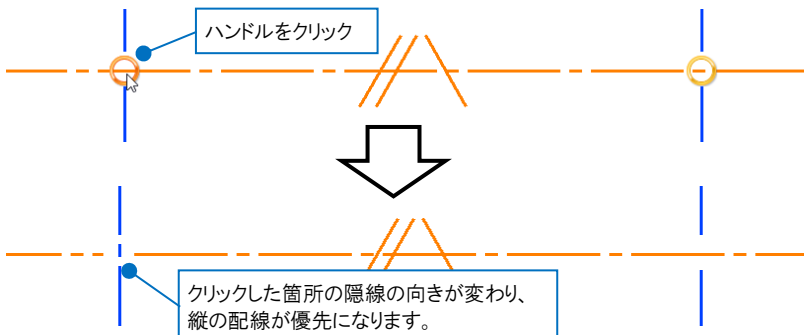 ハンドルをクリック
クリックした箇所の隠線の向きが変わり、
縦の配線が優先になります。